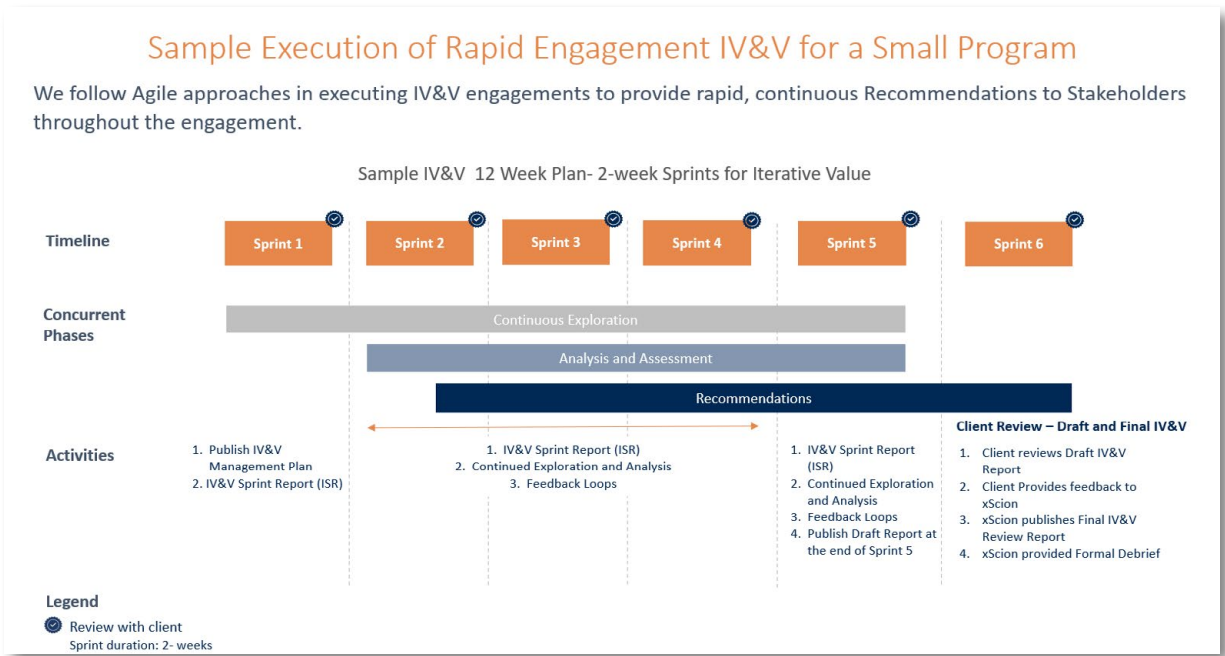 Sample Execution of Rapid Engagement IV&V for a Small Program
We follow Agile approaches in executing IV&V engagements to provide rapid, continuous Recommendations to Stakeholders
throughout the engagement.
Sample IV&V 12 Week Plan- 2-week Sprints for Iterative Value
Timeline
Sprint 1
Sprint 2
Sprint 3
Sprint 4
Sprint 5
Sprint 6
Concurrent
Phases
Continuous Exploration
Analysis and Assessment
Recommendations
Activities
1. Publish IV&V
Management Plan
2. IV&V Sprint Report (ISR)
1. IV&V Sprint Report (ISR)
2. Continued Exploration and Analysis
3. Feedback Loops
1. IV&V Sprint Report
(ISR)
2. Continued Exploration
and Analysis
3. Feedback Loops
4. Publish Draft Report at
the end of Sprint 5
Client Review – Draft and Final IV&V
1. Client reviews Draft IV&V
Report
2. Client Provides feedback to
xScion
3. xScion publishes Final IV&V
Review Report
4. xScion provided Formal Debrief
Legend
Review with client
Sprint duration: 2- weeks